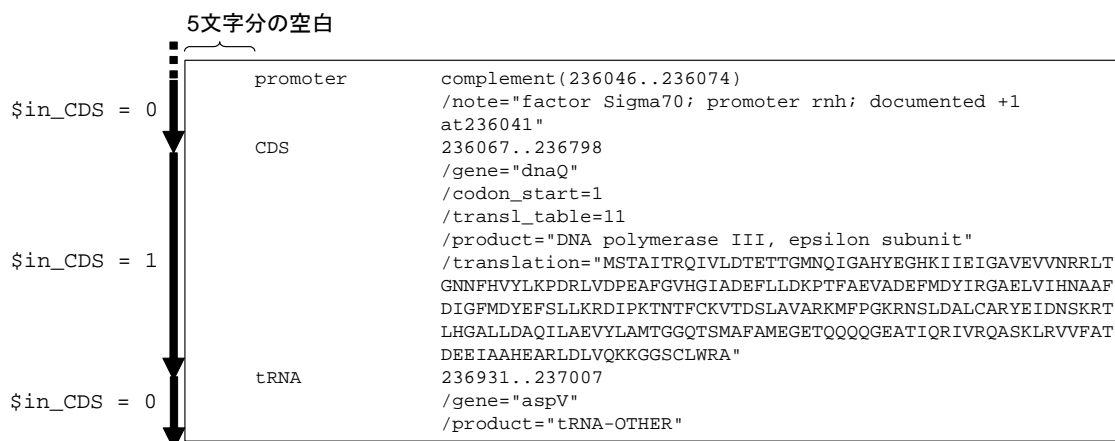 5文字分の空白
promoter complement(236046..236074)
$in_CDS = 0
/note="factor Sigma70; promoter rnh; documented +1
at236041"
CDS 236067..236798
/gene="dnaQ"
/codon_start=1
/transl_table=11
/product="DNA polymerase III, epsilon subunit"
$in_CDS = 1
/translation="MSTAITRQIVLDTETTGMNQIGAHYEGHKIIEIGAVEVVNRRLT
GNNFHVYLKPDRLVDPEAFGVHGIADEFLLDKPTFAEVADEFMDYIRGAELVIHNAAF
DIGFMDYEFSLLKRDIPKTNTFCKVTDSLAVARKMFPGKRNSLDALCARYEIDNSKRT
LHGALLDAQILAEVYLAMTGGQTSMAFAMEGETQQQQGEATIQRIVRQASKLRVVFAT
DEEIAAHEARLDLVQKKGGSCLWRA"
tRNA 236931..237007
$in_CDS = 0
/gene="aspV"
/product="tRNA-OTHER"